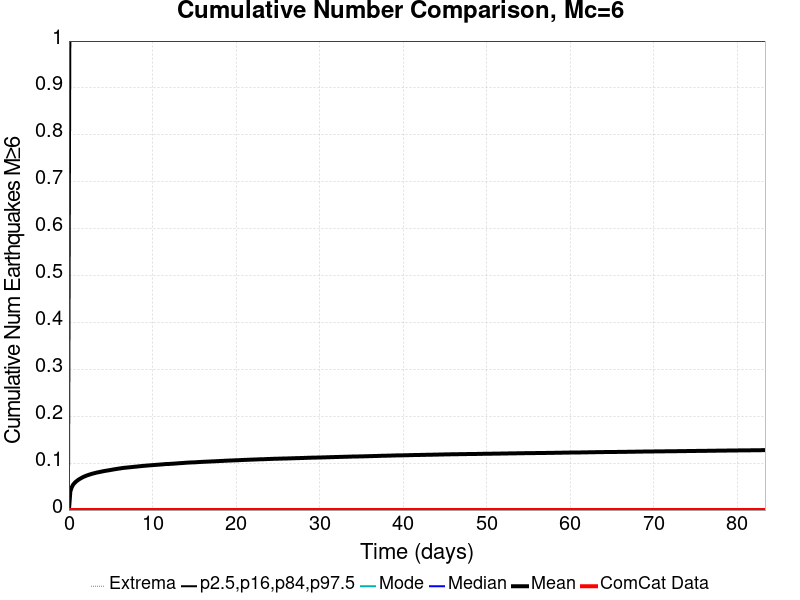 Cumulative Number Comparison, Mc=6
Cumulative Num Earthquakes M≥6
1
0.9
0.8
0.7
0.6
0.5
0.4
0.3
0.2
0.1
0
0 10 20 30 40 50 60 70 80
Time (days)
Extrema p2.5,p16,p84,p97.5 Mode Median Mean ComCat Data